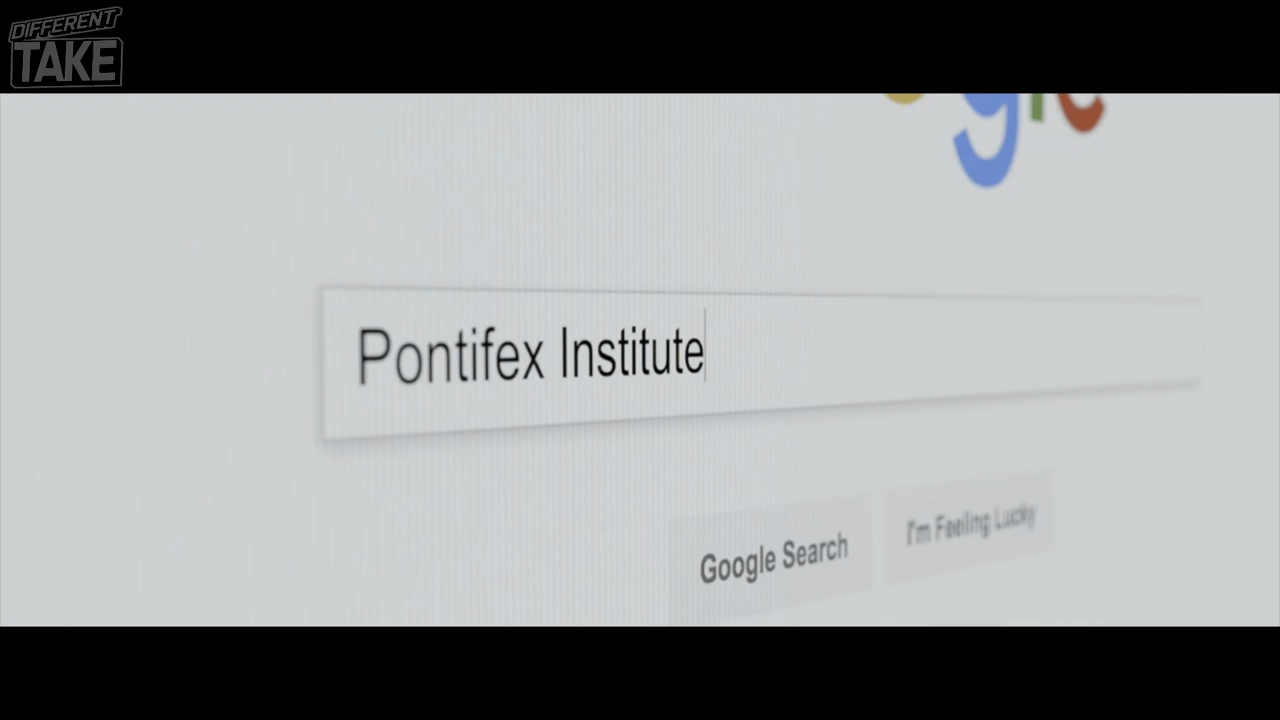 DIFFERENT
TAKE
Pontifex Institute
Google Search
I'm Feeling Lucky